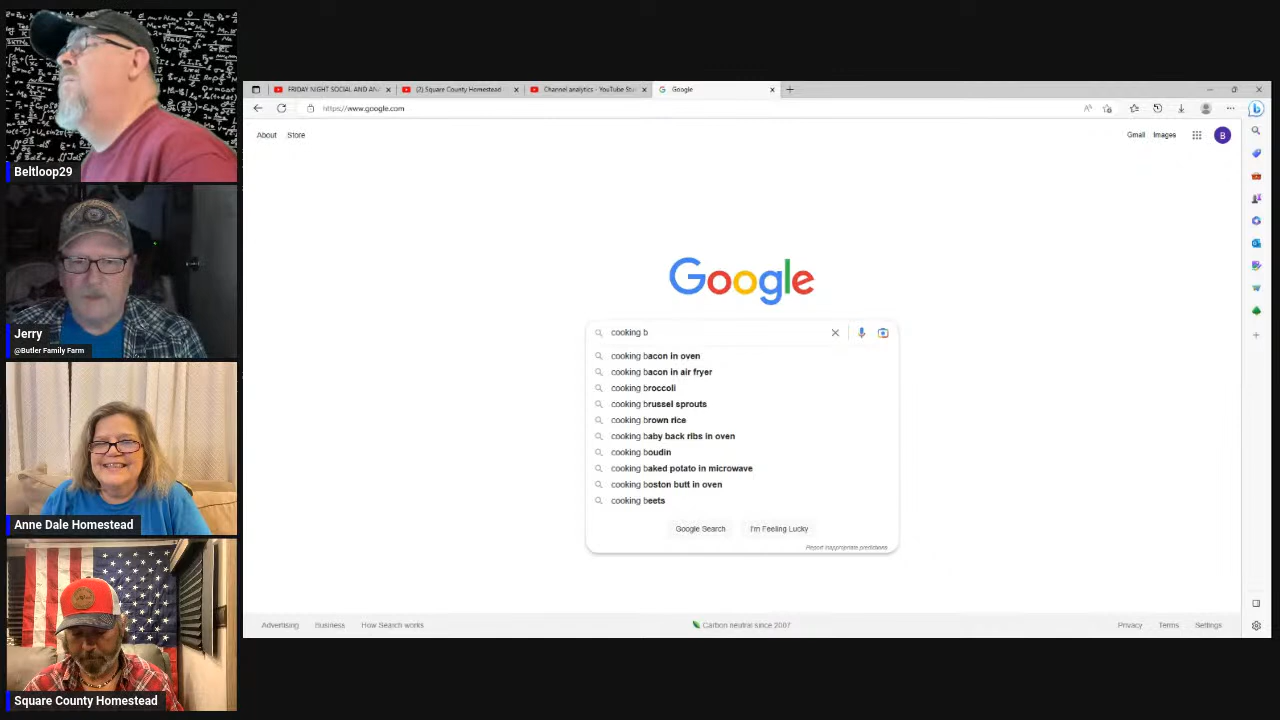 Beltloop29
Jerry
@Butler Family Farm
Anne Dale Homestead
Square County Homestead
FRIDAY NIGHT SOCIAL AND AN
(2) Square County Homestead
Channel analytics - YouTube Stu
Google
https://www.google.com
About
Store
Gmail
Images
B
Google
cooking b
cooking bacon in oven
cooking bacon in air fryer
cooking broccoli
cooking brussel sprouts
cooking brown rice
cooking baby back ribs in oven
cooking boudin
cooking baked potato in microwave
cooking boston butt in oven
cooking beets
Google Search
I'm Feeling Lucky
Report inappropriate predictions
Advertising
Business
How Search works
Carbon neutral since 2007
Privacy
Terms
Settings